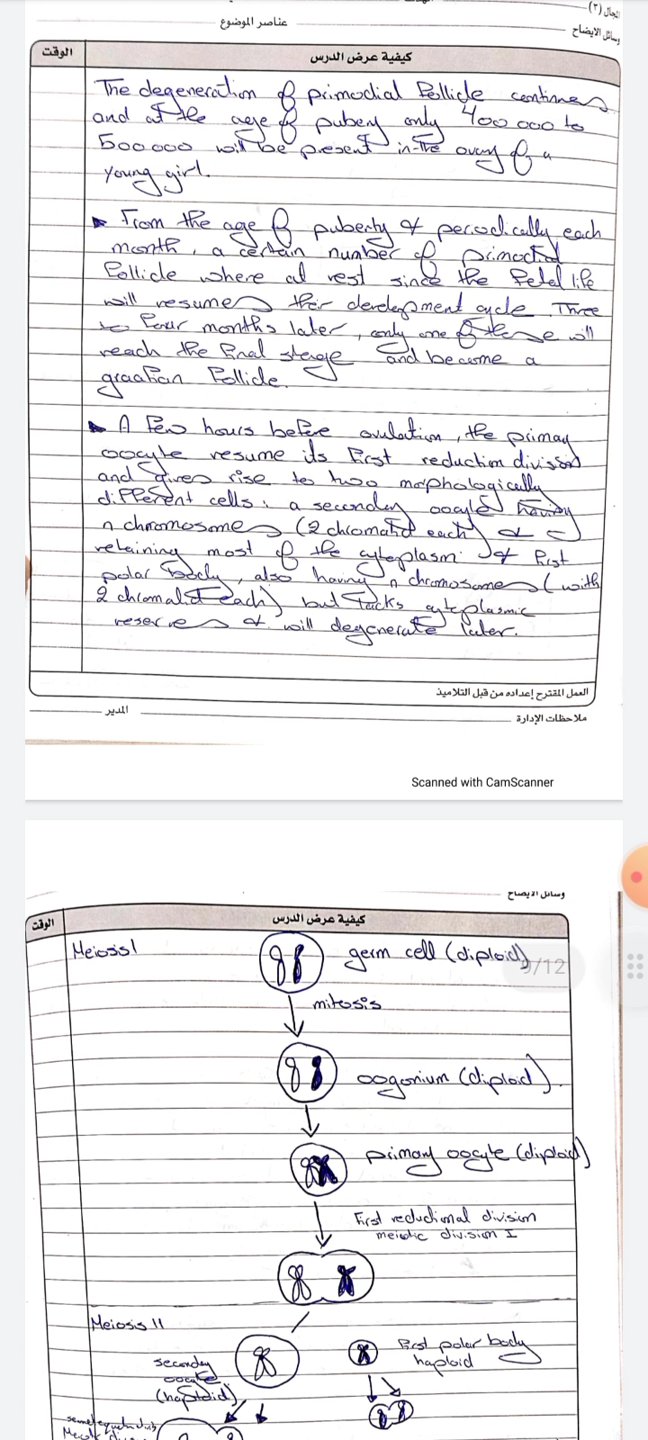 المجال (٢)
وسائل الايضاح
عناصر الموضوع
كيفية عرض الدرس
الوقت
The degeneration of primodial follicle continues
and at the age of puberty only 400 000 to
500 000 will be present in the ovary of a
young girl.
► From the age of puberty & periodically each
month, a certain number of primodial
follicle where at rest since the fetal life
will resumes their development cycle. Three
to four months later, only one of these will
reach the final stage and become a
graafian follicle.
► A few hours before ovulation, the primary
oocyte resume its first reduction division
and gives rise to two morphologically
different cells: a secondary oocyte having
n chromosomes (2 chromatid each) &
retaining most of the cytoplasm & first
polar body, also having n chromosomes (with
2 chromatid each) but lacks cytoplasmic
reserves & will degenerate later.
العمل المقترح إعداده من قبل التلاميذ
ملاحظات الإدارة
المدير
Scanned with CamScanner
وسائل الايضاح
كيفية عرض الدرس
الوقت
Meiosis I
germ cell (diploid)
9/12
mitosis
oogonium (diploid).
primary oocyte (diploid)
First reductional division
meiotic division I
Meiosis II
First polar body
haploid
secondary
oocyte
(haploid)